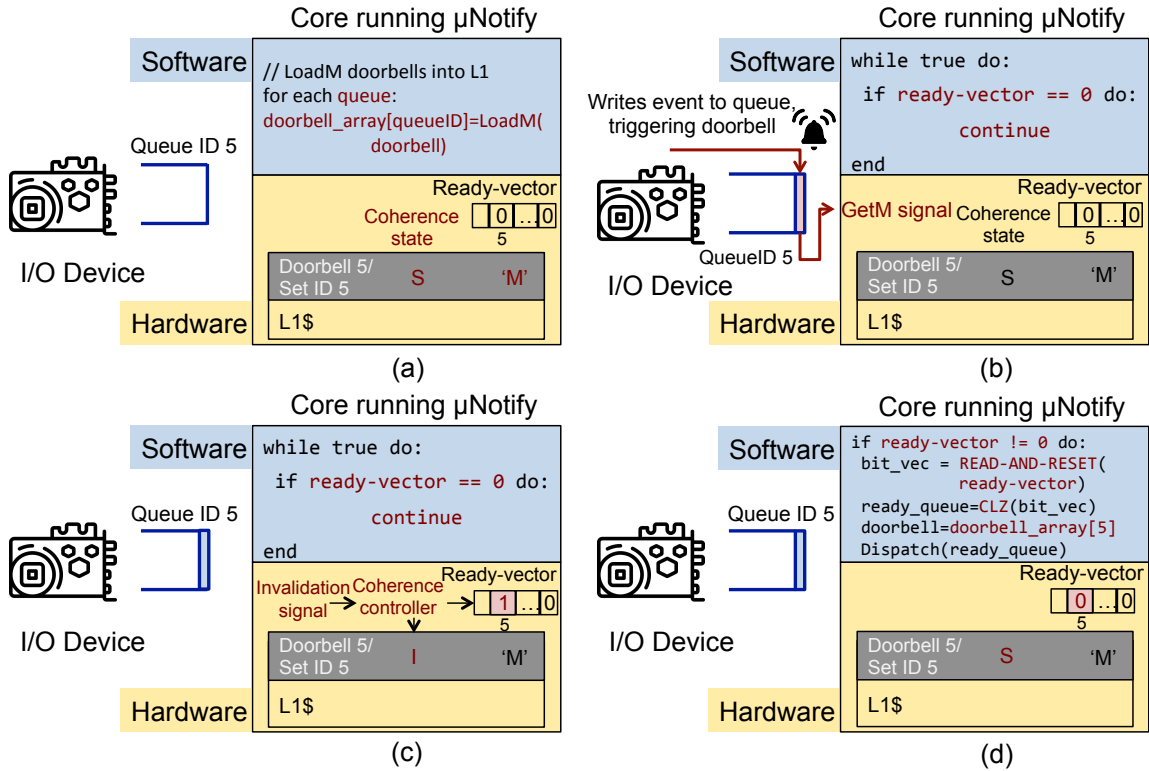 Core running µNotify
Software
// LoadM doorbells into L1
for each queue:
doorbell_array[queueID]=LoadM(
doorbell)
Queue ID 5
I/O Device
Ready-vector
Coherence
state
0 ... 0
5
Doorbell 5/
Set ID 5
S
‘M’
L1$
Hardware
(a)
Core running µNotify
Software
while true do:
if ready-vector == 0 do:
continue
end
Writes event to queue,
triggering doorbell
Ready-vector
GetM signal
Coherence
state
0 ... 0
5
QueueID 5
I/O Device
Doorbell 5/
Set ID 5
S
‘M’
L1$
Hardware
(b)
Core running µNotify
Software
while true do:
if ready-vector == 0 do:
continue
end
Queue ID 5
I/O Device
Ready-vector
Invalidation
signal
Coherence
controller
1 ... 0
5
Doorbell 5/
Set ID 5
I
‘M’
L1$
Hardware
(c)
Core running µNotify
Software
if ready-vector != 0 do:
bit_vec = READ-AND-RESET(
ready-vector)
ready_queue=CLZ(bit_vec)
doorbell=doorbell_array[5]
Dispatch(ready_queue)
Queue ID 5
I/O Device
Ready-vector
0 ... 0
5
Doorbell 5/
Set ID 5
S
‘M’
L1$
Hardware
(d)